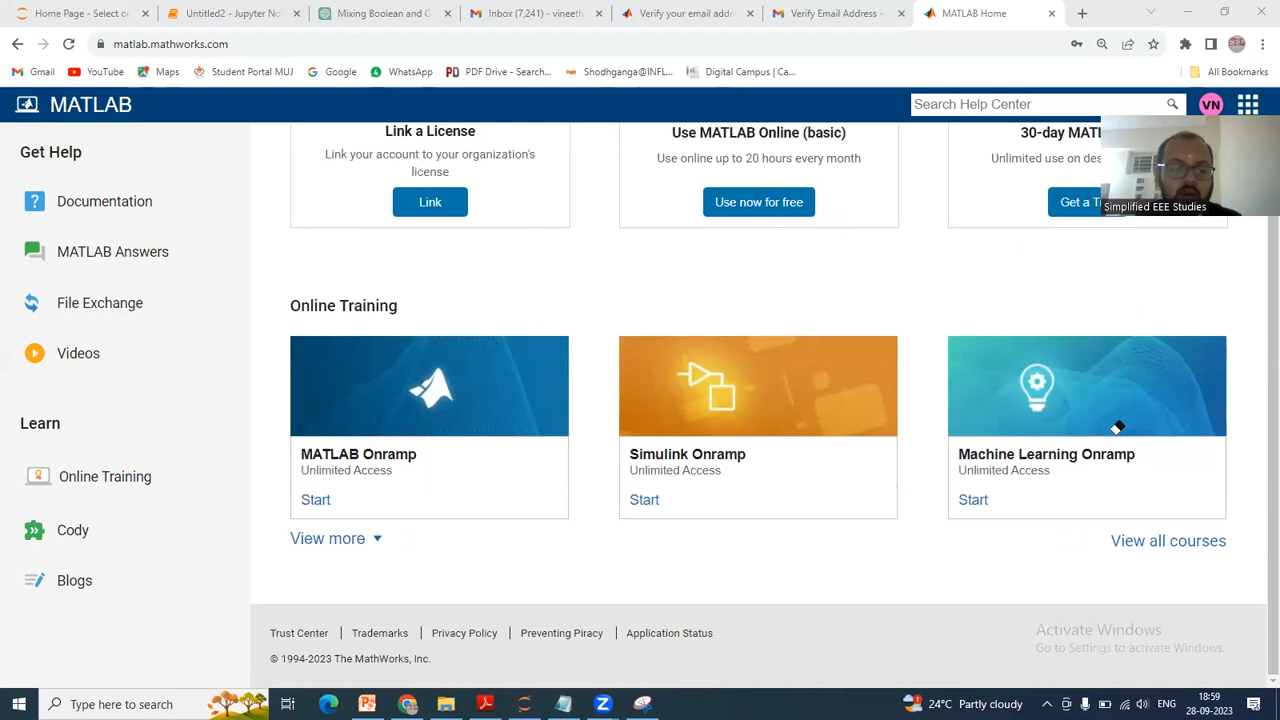 Home Page - Select o
Untitled2 - Jupyter No
Mixing Boolean and C
Inbox (7,241) - vineeth
Verify your email addr
Verify Email Address -
MATLAB Home
matlab.mathworks.com
Gmail
YouTube
Maps
Student Portal MUJ
Google
4
WhatsApp
PD
PDF Drive - Search...
Shodhganga@INFL...
Digital Campus | Ca...
All Bookmarks
MATLAB
Search Help Center
VN
Get Help
Documentation
MATLAB Answers
File Exchange
Videos
Learn
Online Training
Cody
Blogs
Link a License
Link your account to your organization's
license
Link
Use MATLAB Online (basic)
Use online up to 20 hours every month
Use now for free
30-day MATL
Unlimited use on des
Get a Tr
Simplified EEE Studies
Online Training
MATLAB Onramp
Unlimited Access
Start
Simulink Onramp
Unlimited Access
Start
Machine Learning Onramp
Unlimited Access
Start
View more
View all courses
Trust Center
Trademarks
Privacy Policy
Preventing Piracy
Application Status
© 1994-2023 The MathWorks, Inc.
Activate Windows
Go to Settings to activate Windows.
Type here to search
24°C Partly cloudy
ENG
18:59
28-09-2023